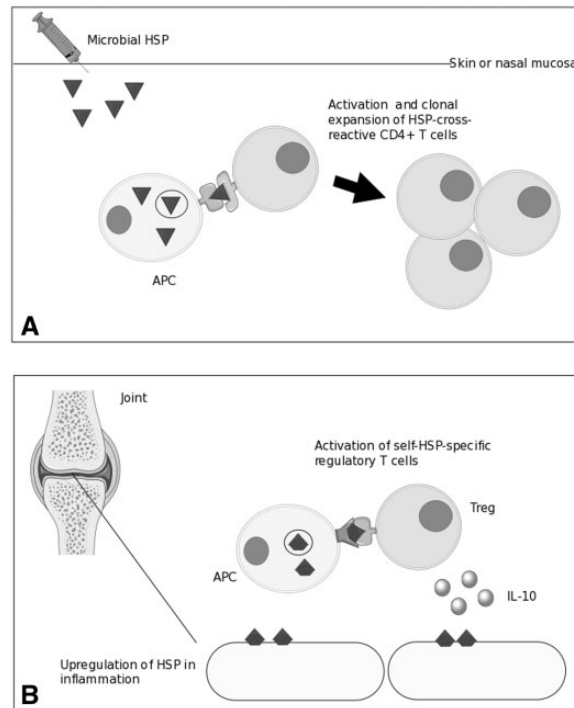 Microbial HSP
Skin or nasal mucosa
Activation and clonal
expansion of HSP-cross-
reactive CD4+ T cells
APC
A
Joint
Activation of self-HSP-specific
regulatory T cells
Treg
APC
IL-10
Upregulation of HSP in
inflammation
B